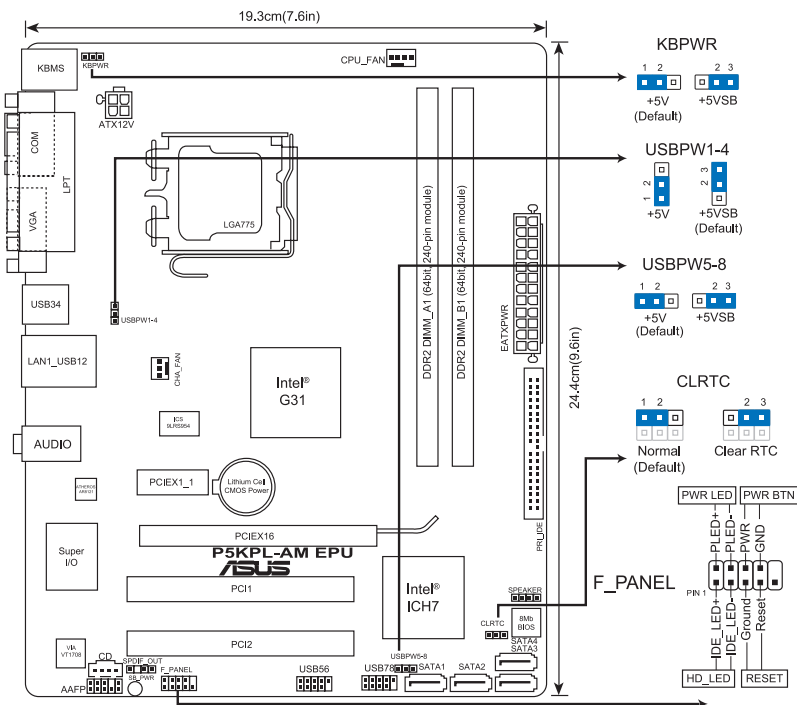 19.3cm(7.6in)
KBMS
KBPWR
CPU_FAN
ATX12V
COM
LPT
VGA
LGA775
DDR2 DIMM_A1 (64bit, 240-pin module)
DDR2 DIMM_B1 (64bit, 240-pin module)
EATXPWR
24.4cm(9.6in)
USB34
USBPW1-4
LAN1_USB12
CHA_FAN
Intel®
G31
ICS
9LRS954
AUDIO
ATHEROS
AR8121
PCIEX1_1
Lithium Cell
CMOS Power
PRI_IDE
PCIEX16
Super
I/O
P5KPL-AM EPU
ASUS
PCI1
Intel®
ICH7
SPEAKER
CLRTC
8Mb
BIOS
PCI2
VIA
VT1708
CD
SPDIF_OUT
SB_PWR
AAFP
F_PANEL
USB56
USB78
USBPW5-8
SATA1
SATA2
SATA4
SATA3
KBPWR
1 2
2 3
+5V
(Default)
+5VSB
USBPW1-4
3
2
2
1
+5V
+5VSB
(Default)
USBPW5-8
1 2
2 3
+5V
(Default)
+5VSB
CLRTC
1 2
2 3
Normal
(Default)
Clear RTC
PWR LED
PWR BTN
PLED+
PLED-
PWR
GND
F_PANEL
PIN 1
IDE_LED+
IDE_LED-
Ground
Reset
HD_LED
RESET